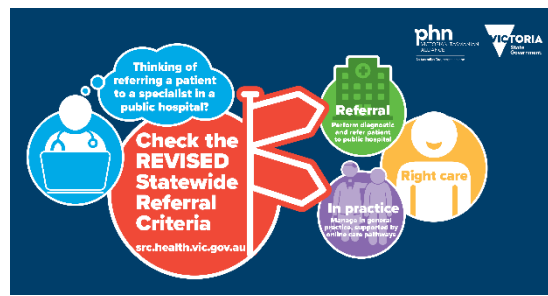 phn
VICTORIA
State
Government
Thinking of
referring a patient
to a specialist in a
public hospital?
Check the
REVISED
Statewide
Referral
Criteria
src.health.vic.gov.au
Referral
Perform diagnostic
and refer patient
to public hospital
Right care
In practice
Manage in general
practice, supported by
online care pathways